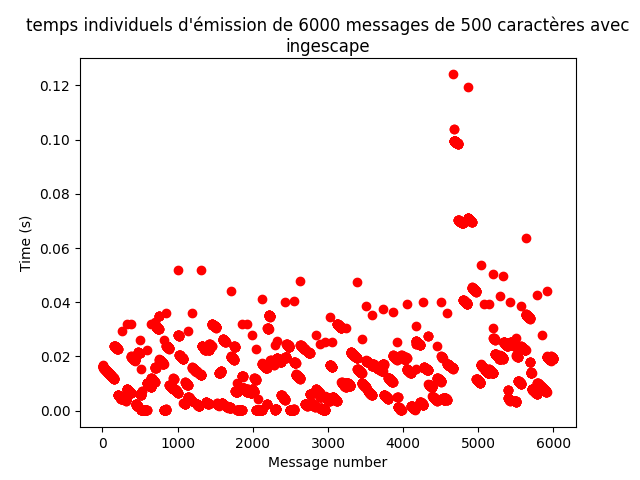 temps individuels d'émission de 6000 messages de 500 caractères avec
ingescape
0.12
0.10
0.08
0.06
0.04
0.02
0.00
Time (s)
0 1000 2000 3000 4000 5000 6000
Message number